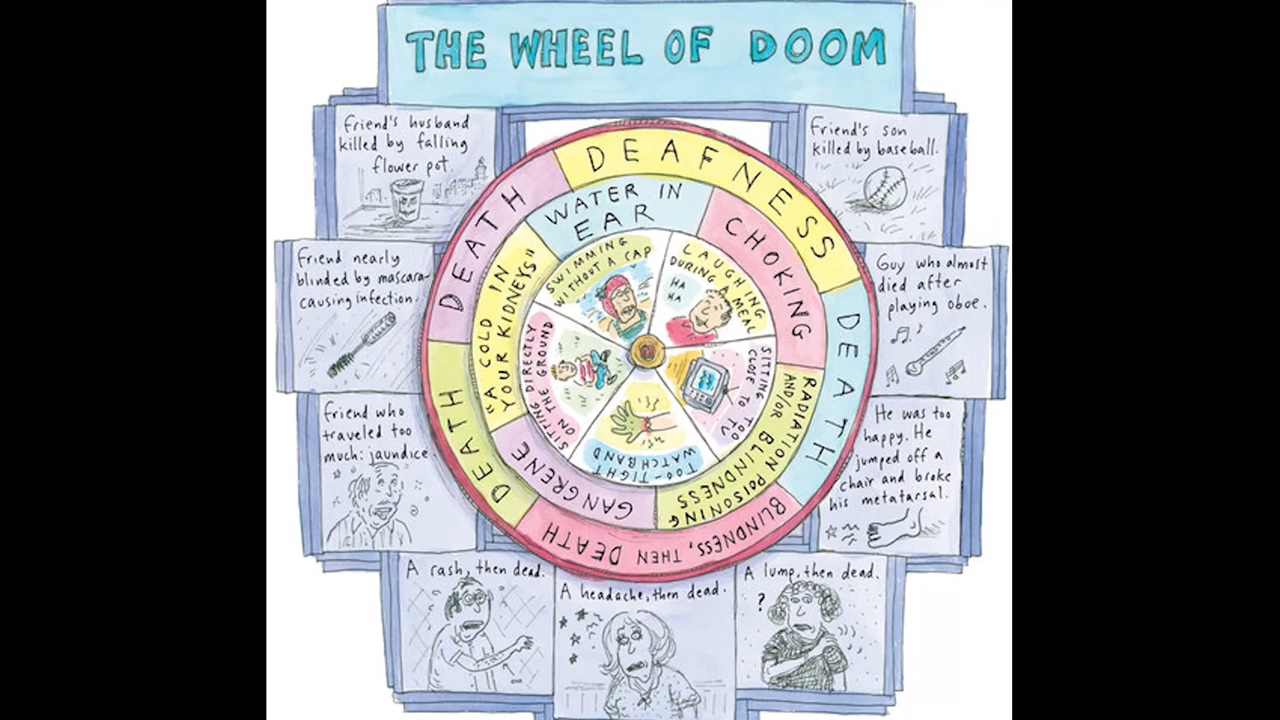 THE WHEEL OF DOOM
Friend's husband
killed by falling
flower pot.
Friend's son
killed by baseball.
Friend nearly
blinded by mascara-
causing infection.
Guy who almost
died after
playing oboe.
Friend who
traveled too
much: jaundice
He was too
happy. He
jumped off a
chair and broke
his metatarsal.
A rash, then dead.
A headache, then dead.
A lump, then dead.
?
DEAFNESS
DEATH
BLINDNESS, THEN DEATH
DEATH
DEATH
WATER IN
EAR
CHOKING
RADIATION POISONING
AND/OR BLINDNESS
GANGRENE
"A COLD IN
YOUR KIDNEYS"
SWIMMING
WITHOUT A CAP
LAUGHING
DURING A MEAL
HA
HA
SITTING TOO
CLOSE TO TV
TOO-TIGHT
WATCHBAND
SITTING DIRECTLY
ON THE GROUND